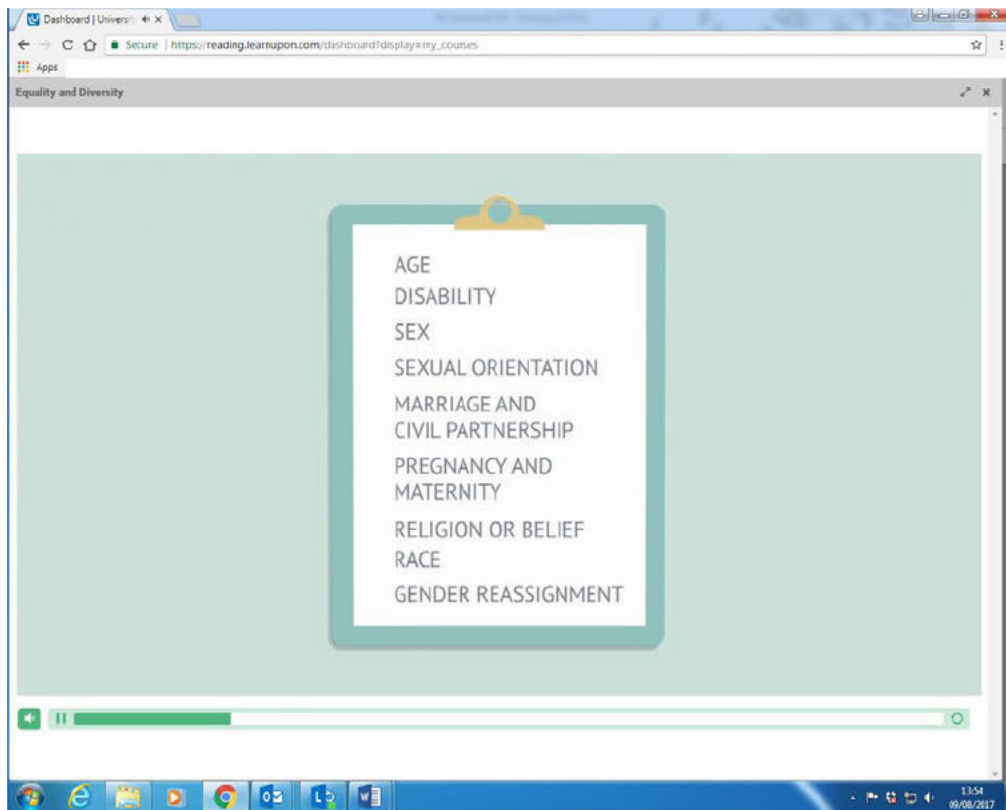 Dashboard | Universi
Secure | https://reading.learnupon.com/dashboard?display=my_courses
Apps
Equality and Diversity
AGE
DISABILITY
SEX
SEXUAL ORIENTATION
MARRIAGE AND
CIVIL PARTNERSHIP
PREGNANCY AND
MATERNITY
RELIGION OR BELIEF
RACE
GENDER REASSIGNMENT
13:54
09/08/2017